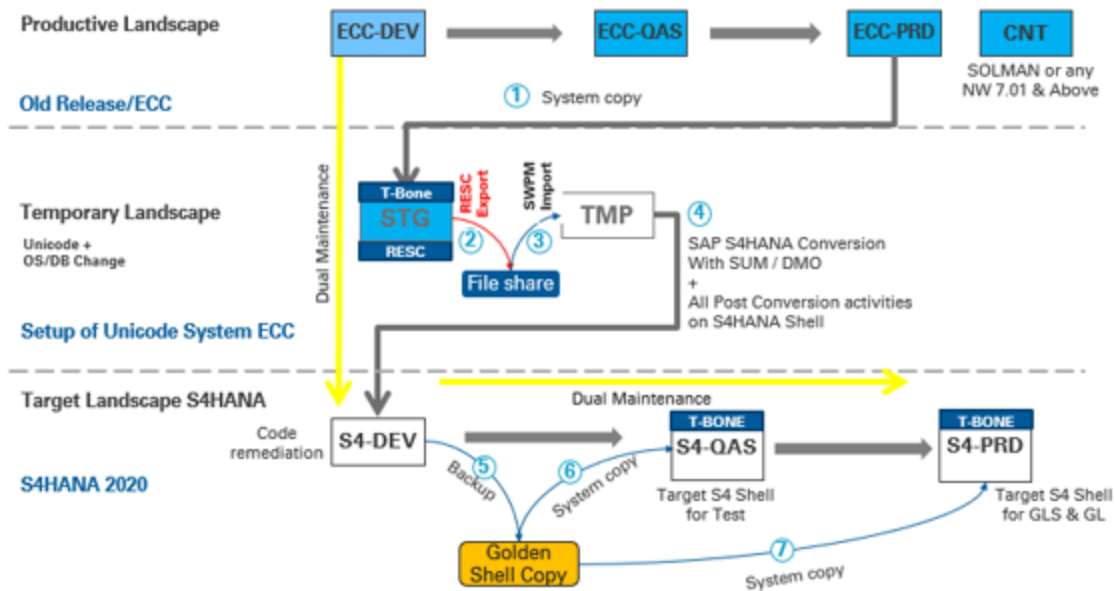 Productive Landscape
ECC-DEV
ECC-QAS
ECC-PRD
CNT
SOLMAN or any
NW 7.01 & Above
Old Release/ECC
1 System copy
Dual Maintenance
Temporary Landscape
Unicode +
OS/DB Change
T-Bone
STG
RESC
RESC
Export
2
SWPM
Import
3
File share
TMP
4
SAP S4HANA Conversion
With SUM / DMO
+
All Post Conversion activities
on S4HANA Shell
Setup of Unicode System ECC
Target Landscape S4HANA
Dual Maintenance
Code
remediation
S4-DEV
T-BONE
S4-QAS
T-BONE
S4-PRD
5
Backup
6
System copy
S4HANA 2020
Target S4 Shell
for Test
Target S4 Shell
for GLS & GL
Golden
Shell Copy
7
System copy